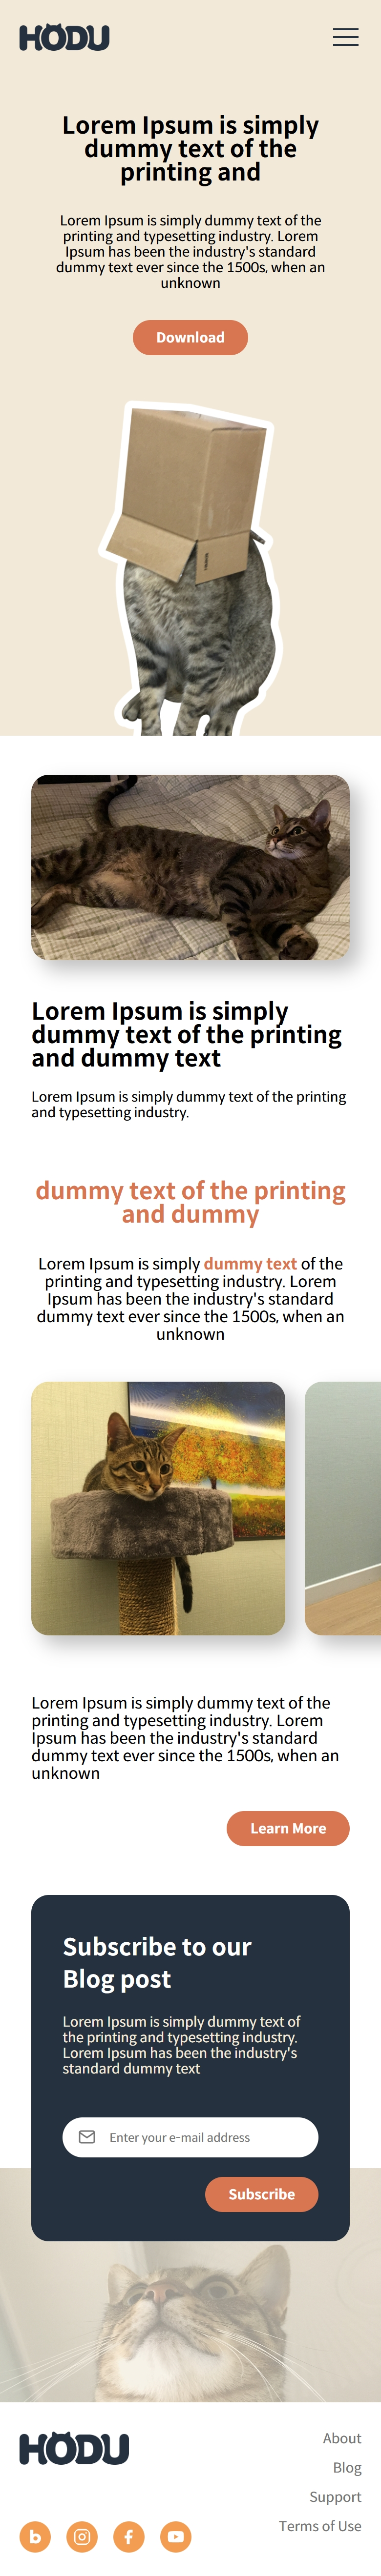 HODU
Lorem Ipsum is simply
dummy text of the
printing and
Lorem Ipsum is simply dummy text of the
printing and typesetting industry. Lorem
Ipsum has been the industry's standard
dummy text ever since the 1500s, when an
unknown
Download
Lorem Ipsum is simply
dummy text of the printing
and dummy text
Lorem Ipsum is simply dummy text of the printing
and typesetting industry.
dummy text of the printing
and dummy
Lorem Ipsum is simply dummy text of the
printing and typesetting industry. Lorem
Ipsum has been the industry's standard
dummy text ever since the 1500s, when an
unknown
Lorem Ipsum is simply dummy text of the
printing and typesetting industry. Lorem
Ipsum has been the industry's standard
dummy text ever since the 1500s, when an
unknown
Learn More
Subscribe to our
Blog post
Lorem Ipsum is simply dummy text of
the printing and typesetting industry.
Lorem Ipsum has been the industry's
standard dummy text
Enter your e-mail address
Subscribe
HODU
About
Blog
Support
Terms of Use